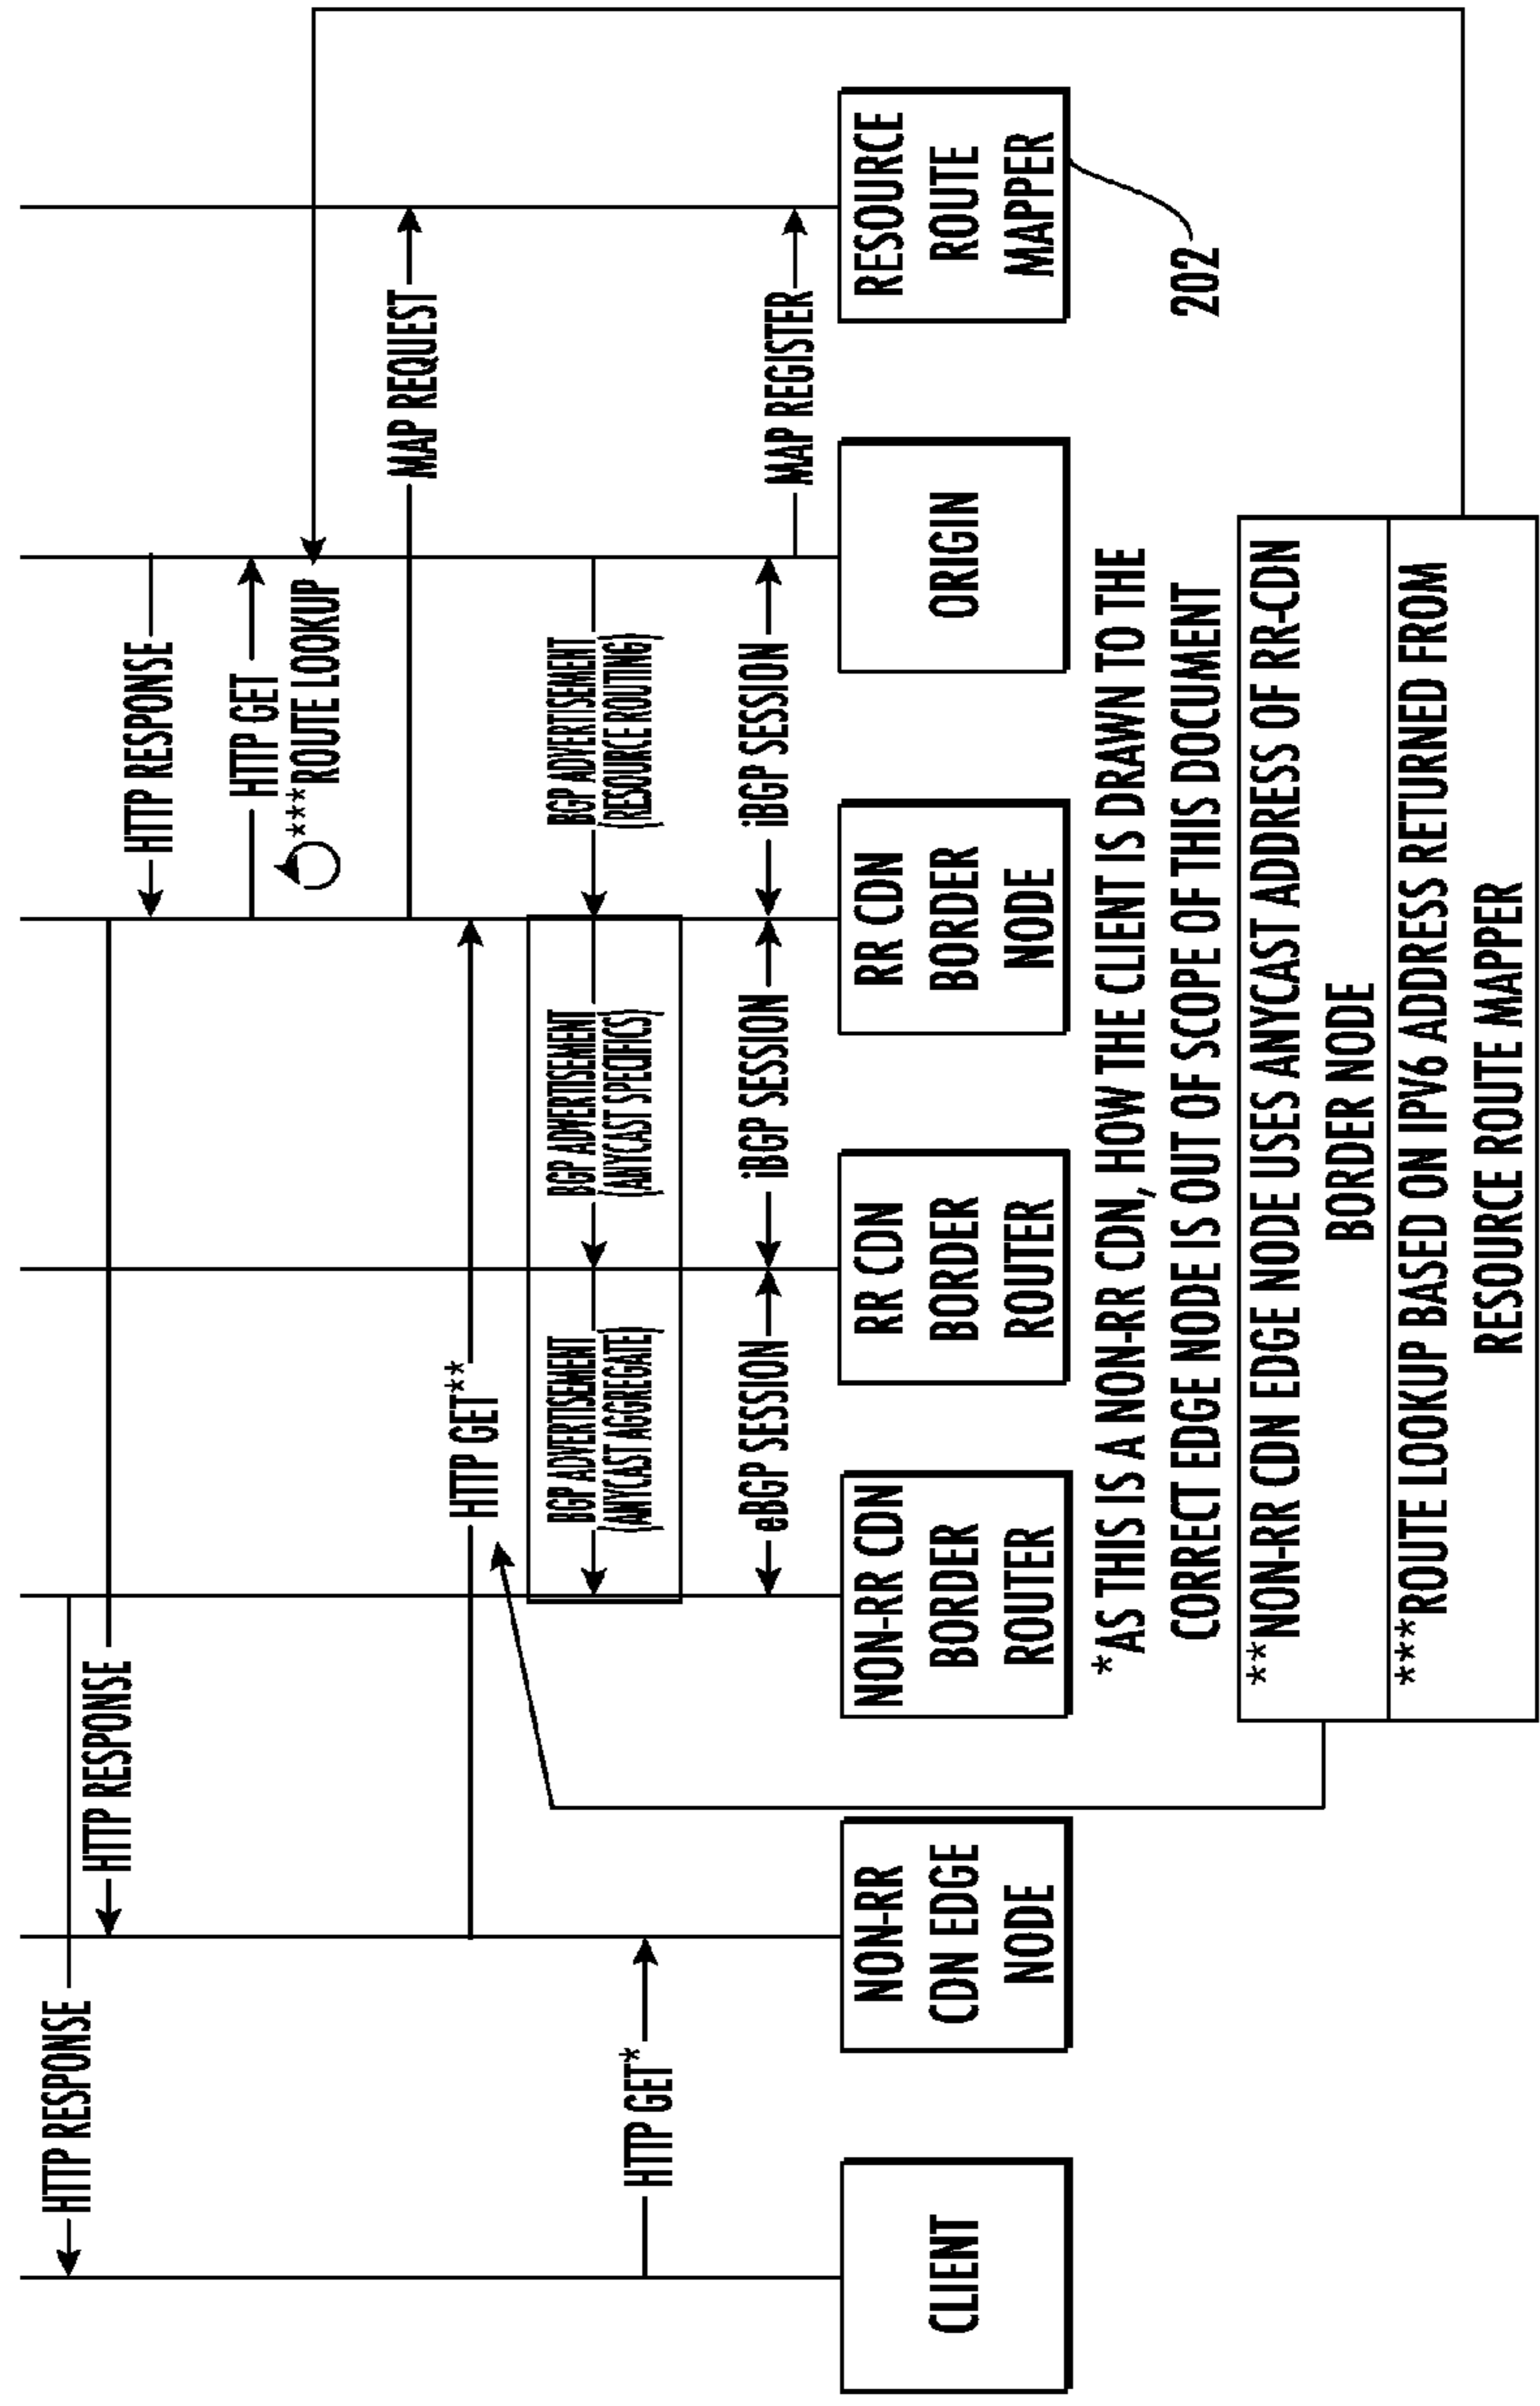 HTTP RESPONSE
HTTP RESPONSE
HTTP RESPONSE
HTTP GET
***ROUTE LOOKUP
MAP REQUEST
HTTP GET**
BGP ADVERTISEMENT
(ANYCAST AGGREGATE)
BGP ADVERTISEMENT
(ANYCAST SPECIFICS)
BGP ADVERTISEMENT
(RESOURCE ROUTING)
HTTP GET*
eBGP SESSION
iBGP SESSION
iBGP SESSION
MAP REGISTER
CLIENT
NON-RR
CDN EDGE
NODE
NON-RR CDN
BORDER
ROUTER
RR CDN
BORDER
ROUTER
RR CDN
BORDER
NODE
ORIGIN
RESOURCE
ROUTE
MAPPER
202
*AS THIS IS A NON-RR CDN, HOW THE CLIENT IS DRAWN TO THE
CORRECT EDGE NODE IS OUT OF SCOPE OF THIS DOCUMENT
**NON-RR CDN EDGE NODE USES ANYCAST ADDRESS OF RR-CDN
BORDER NODE
***ROUTE LOOKUP BASED ON IPV6 ADDRESS RETURNED FROM
RESOURCE ROUTE MAPPER